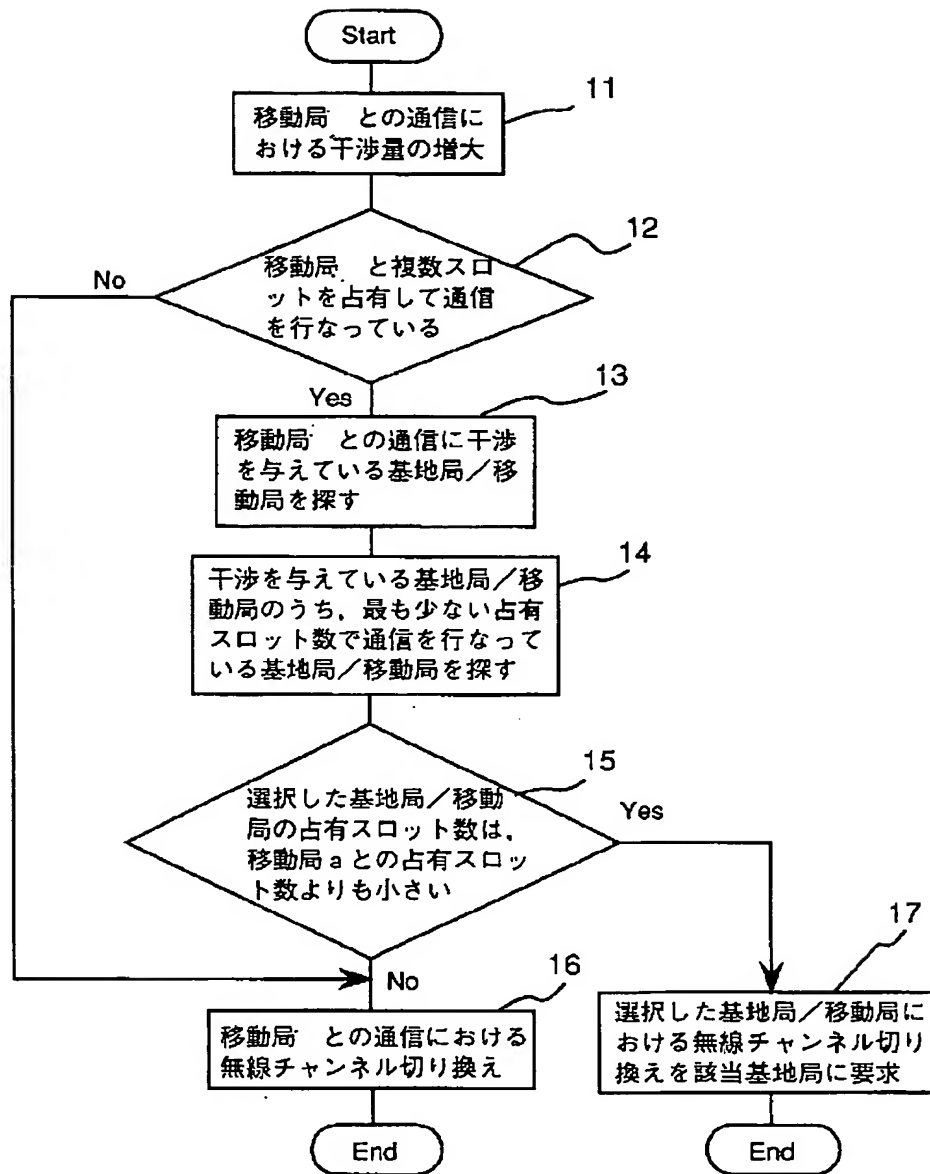 Start
11
移動局 との通信に
おける干渉量の増大
12
No
移動局 と複数スロ
ットを占有して通信
を行なっている
Yes
13
移動局 との通信に干渉
を与えている基地局／移
動局を探す
14
干渉を与えている基地局／移
動局のうち，最も少ない占有
スロット数で通信を行なって
いる基地局／移動局を探す
15
選択した基地局／移動
局の占有スロット数は，
移動局aとの占有スロッ
ト数よりも小さい
Yes
No
16
移動局 との通信における
無線チャンネル切り換え
17
選択した基地局／移動局に
おける無線チャンネル切り
換えを該当基地局に要求
End
End